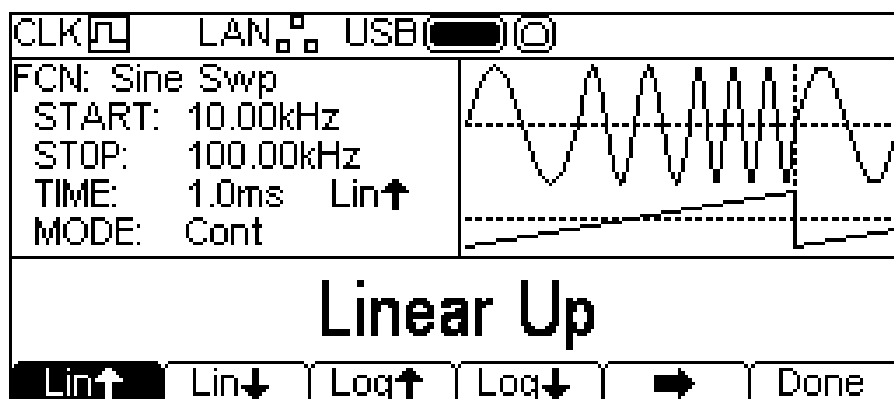 CLK LAN USB
FCN: Sine Swp
START: 10.00kHz
STOP: 100.00kHz
TIME: 1.0ms Lin↑
MODE: Cont
Linear Up
Lin↑ Lin↓ Log↑ Log↓ ➡ Done